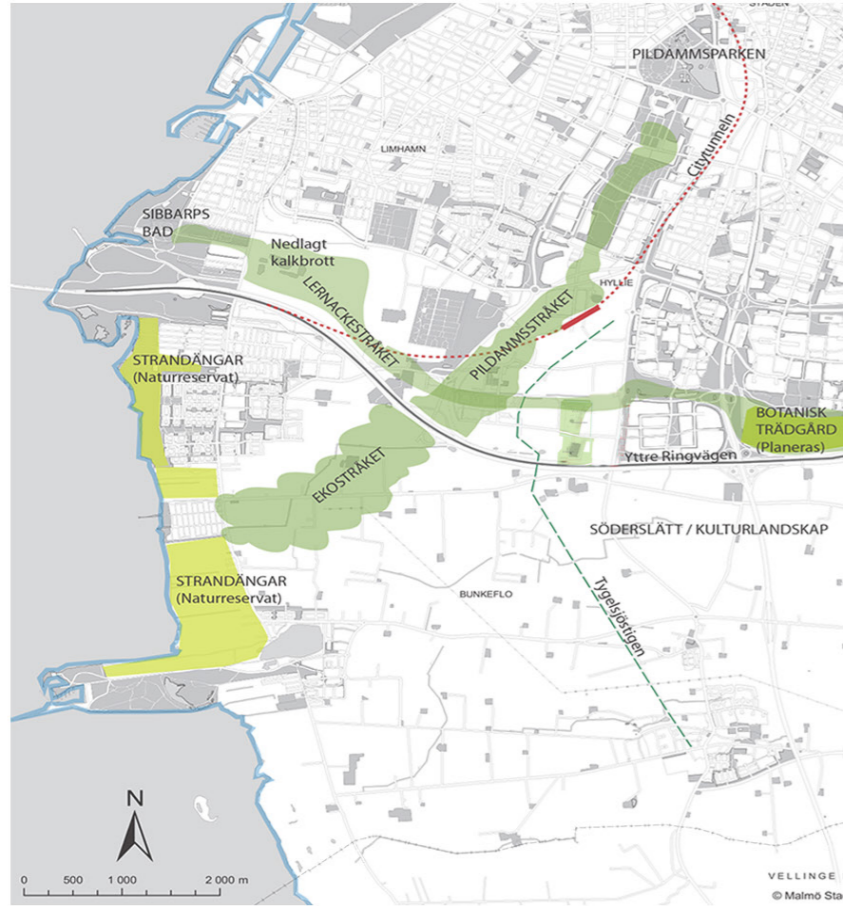 STADEN
PILDAMMSPARKEN
Citytunneln
LIMHAMN
SIBBARPS
BAD
Nedlagt
kalkbrott
LERNACKESTRÅKET
HYLLIE
PILDAMMSSTRÅKET
STRANDÄNGAR
(Naturreservat)
BOTANISK
TRÄDGÅRD
(Planeras)
Yttre Ringvägen
EKOSTRÅKET
SÖDERSLÄTT / KULTURLANDSKAP
STRANDÄNGAR
(Naturreservat)
BUNKEFLO
Tygelsjöstigen
N
0 500 1 000 2 000 m
VELLINGE
© Malmö Sta